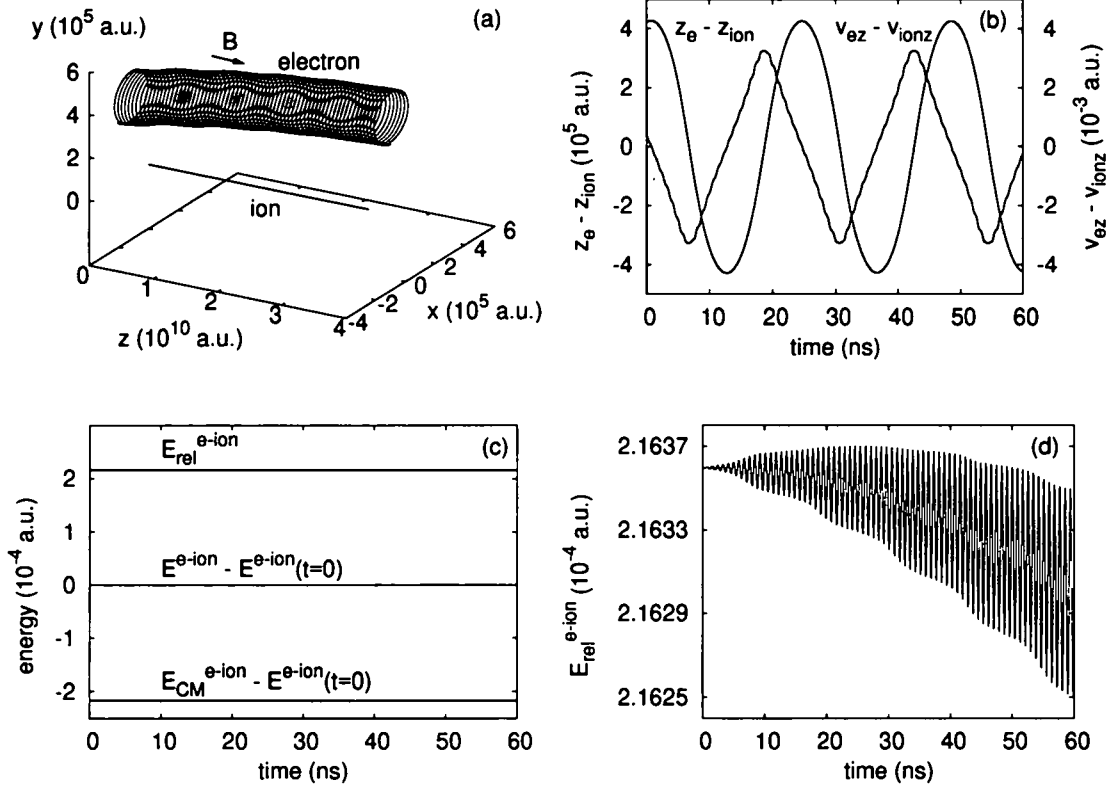 (a)
y (10^5 a.u.)
B
electron
6
4
2
0
ion
0
1
2
3
4
z (10^10 a.u.)
-4
-2
0
2
4
6
x (10^5 a.u.)
(b)
z_e - z_ion
v_ez - v_ionz
4
2
0
-2
-4
z_e - z_ion (10^5 a.u.)
4
2
0
-2
-4
v_ez - v_ionz (10^-3 a.u.)
0 10 20 30 40 50 60
time (ns)
(c)
E_rel^e-ion
E^e-ion - E^e-ion(t=0)
E_CM^e-ion - E^e-ion(t=0)
2
1
0
-1
-2
energy (10^-4 a.u.)
0 10 20 30 40 50 60
time (ns)
(d)
2.1637
2.1633
2.1629
2.1625
E_rel^e-ion (10^-4 a.u.)
0 10 20 30 40 50 60
time (ns)